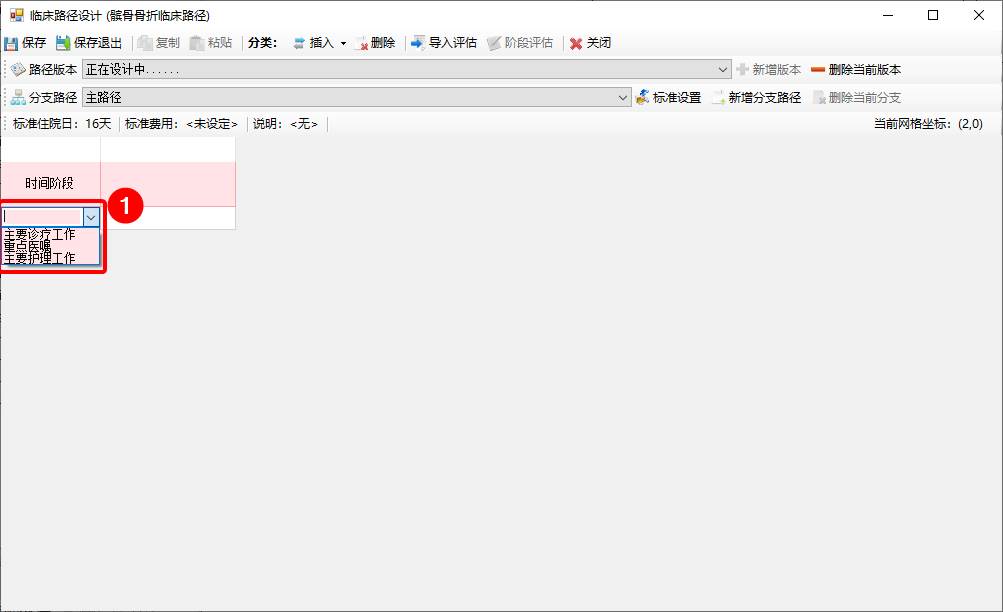 临床路径设计 (髌骨骨折临床路径)
保存 保存退出 复制 粘贴 分类： 插入 删除 导入评估 阶段评估 关闭
路径版本 正在设计中...... 新增版本 删除当前版本
分支路径 主路径 标准设置 新增分支路径 删除当前分支
标准住院日：16天 标准费用：<未设定> 说明：<无> 当前网格坐标：(2,0)
时间阶段
1
主要诊疗工作
重点医嘱
主要护理工作